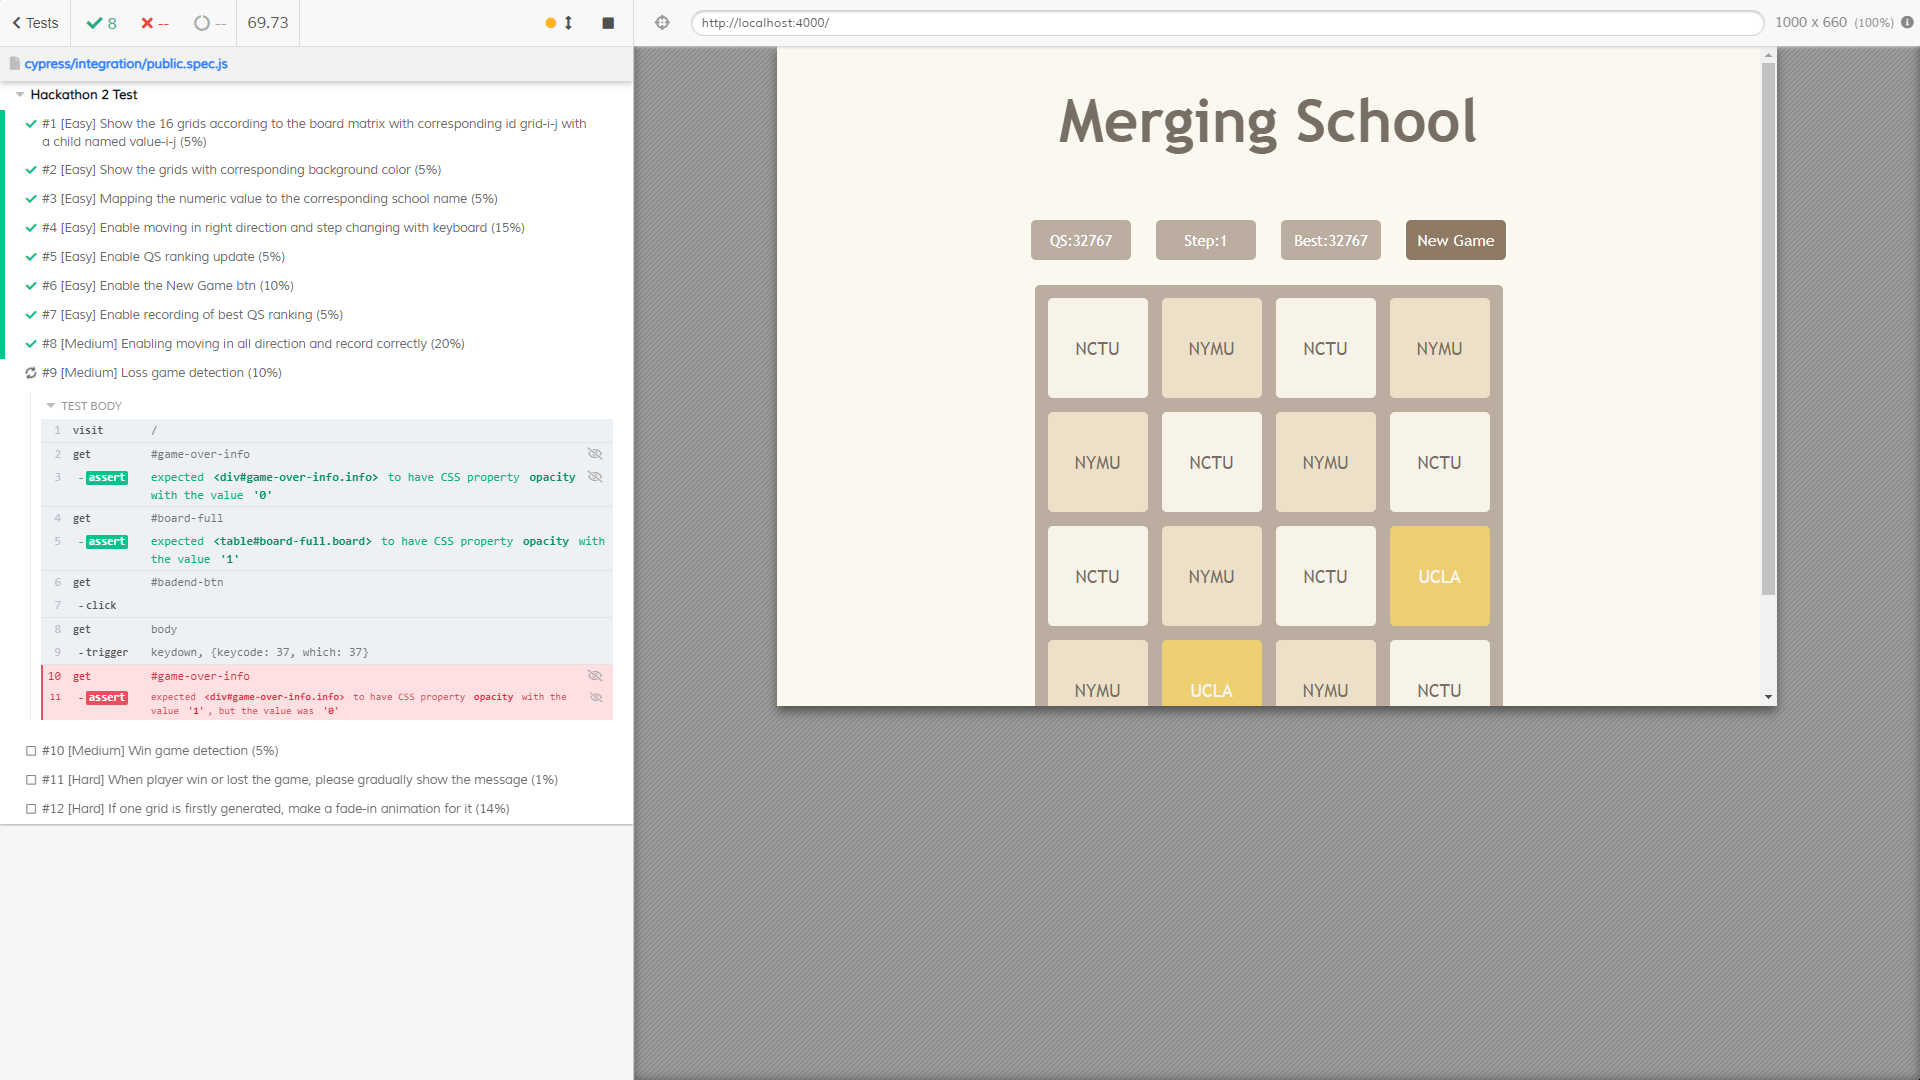 Tests
8
--
--
69.73
http://localhost:4000/
1000 x 660 (100%)
cypress/integration/public.spec.js
Hackathon 2 Test
#1 [Easy] Show the 16 grids according to the board matrix with corresponding id grid-i-j with
a child named value-i-j (5%)
#2 [Easy] Show the grids with corresponding background color (5%)
#3 [Easy] Mapping the numeric value to the corresponding school name (5%)
#4 [Easy] Enable moving in right direction and step changing with keyboard (15%)
#5 [Easy] Enable QS ranking update (5%)
#6 [Easy] Enable the New Game btn (10%)
#7 [Easy] Enable recording of best QS ranking (5%)
#8 [Medium] Enabling moving in all direction and record correctly (20%)
#9 [Medium] Loss game detection (10%)
TEST BODY
1 visit /
2 get #game-over-info
3 -assert expected <div#game-over-info.info> to have CSS property opacity
with the value '0'
4 get #board-full
5 -assert expected <table#board-full.board> to have CSS property opacity with
the value '1'
6 get #badend-btn
7 -click
8 get body
9 -trigger keydown, {keycode: 37, which: 37}
10 get #game-over-info
11 -assert expected <div#game-over-info.info> to have CSS property opacity with the
value '1', but the value was '0'
#10 [Medium] Win game detection (5%)
#11 [Hard] When player win or lost the game, please gradually show the message (1%)
#12 [Hard] If one grid is firstly generated, make a fade-in animation for it (14%)
Merging School
QS:32767 Step:1 Best:32767 New Game
NCTU NYMU NCTU NYMU
NYMU NCTU NYMU NCTU
NCTU NYMU NCTU UCLA
NYMU UCLA NYMU NCTU